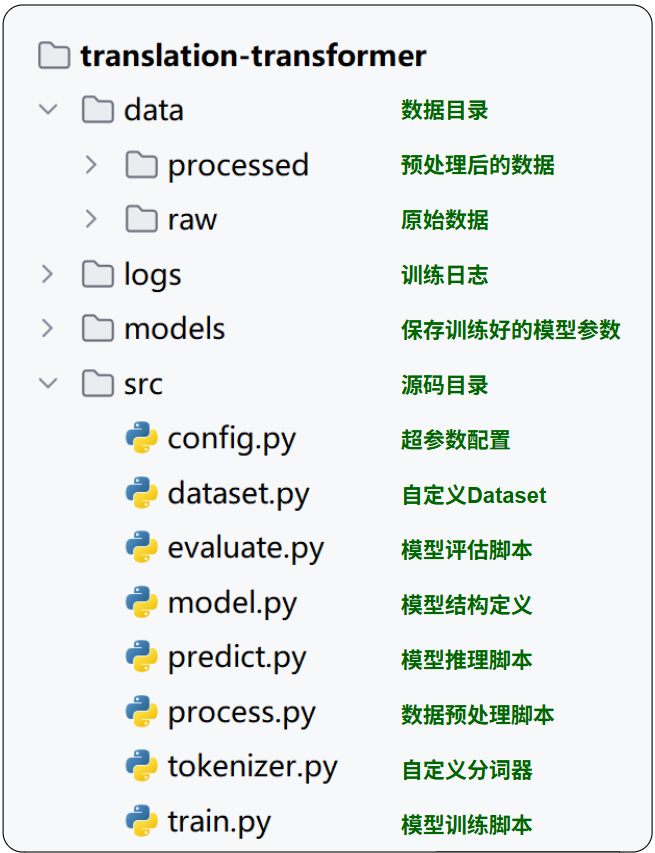 translation-transformer
data 数据目录
processed 预处理后的数据
raw 原始数据
logs 训练日志
models 保存训练好的模型参数
src 源码目录
config.py 超参数配置
dataset.py 自定义Dataset
evaluate.py 模型评估脚本
model.py 模型结构定义
predict.py 模型推理脚本
process.py 数据预处理脚本
tokenizer.py 自定义分词器
train.py 模型训练脚本